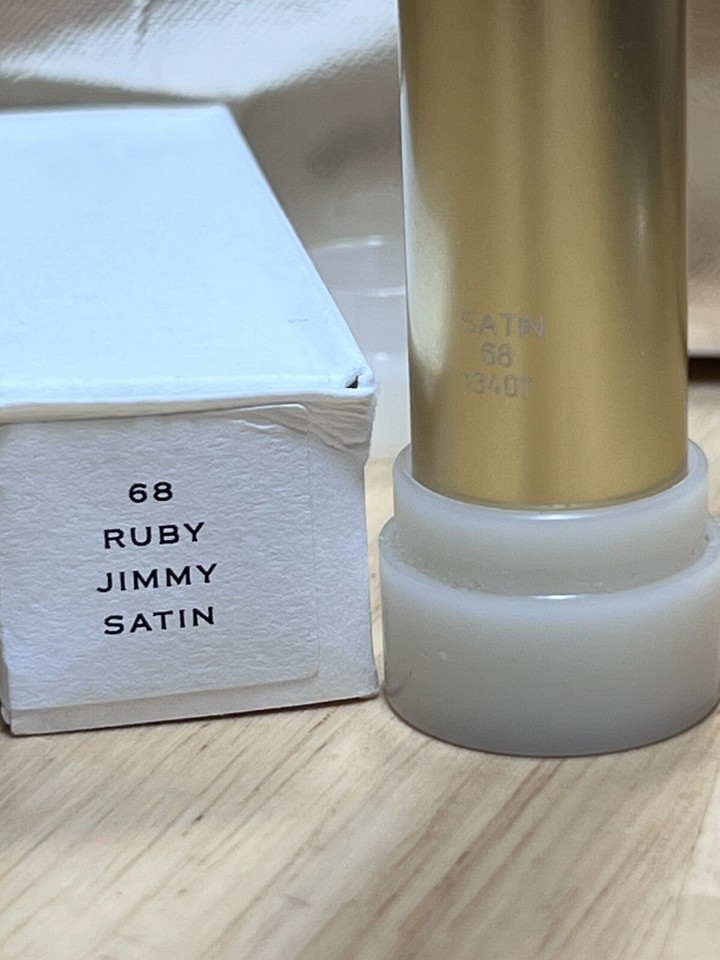 68
RUBY
JIMMY
SATIN
SATIN
68
13401